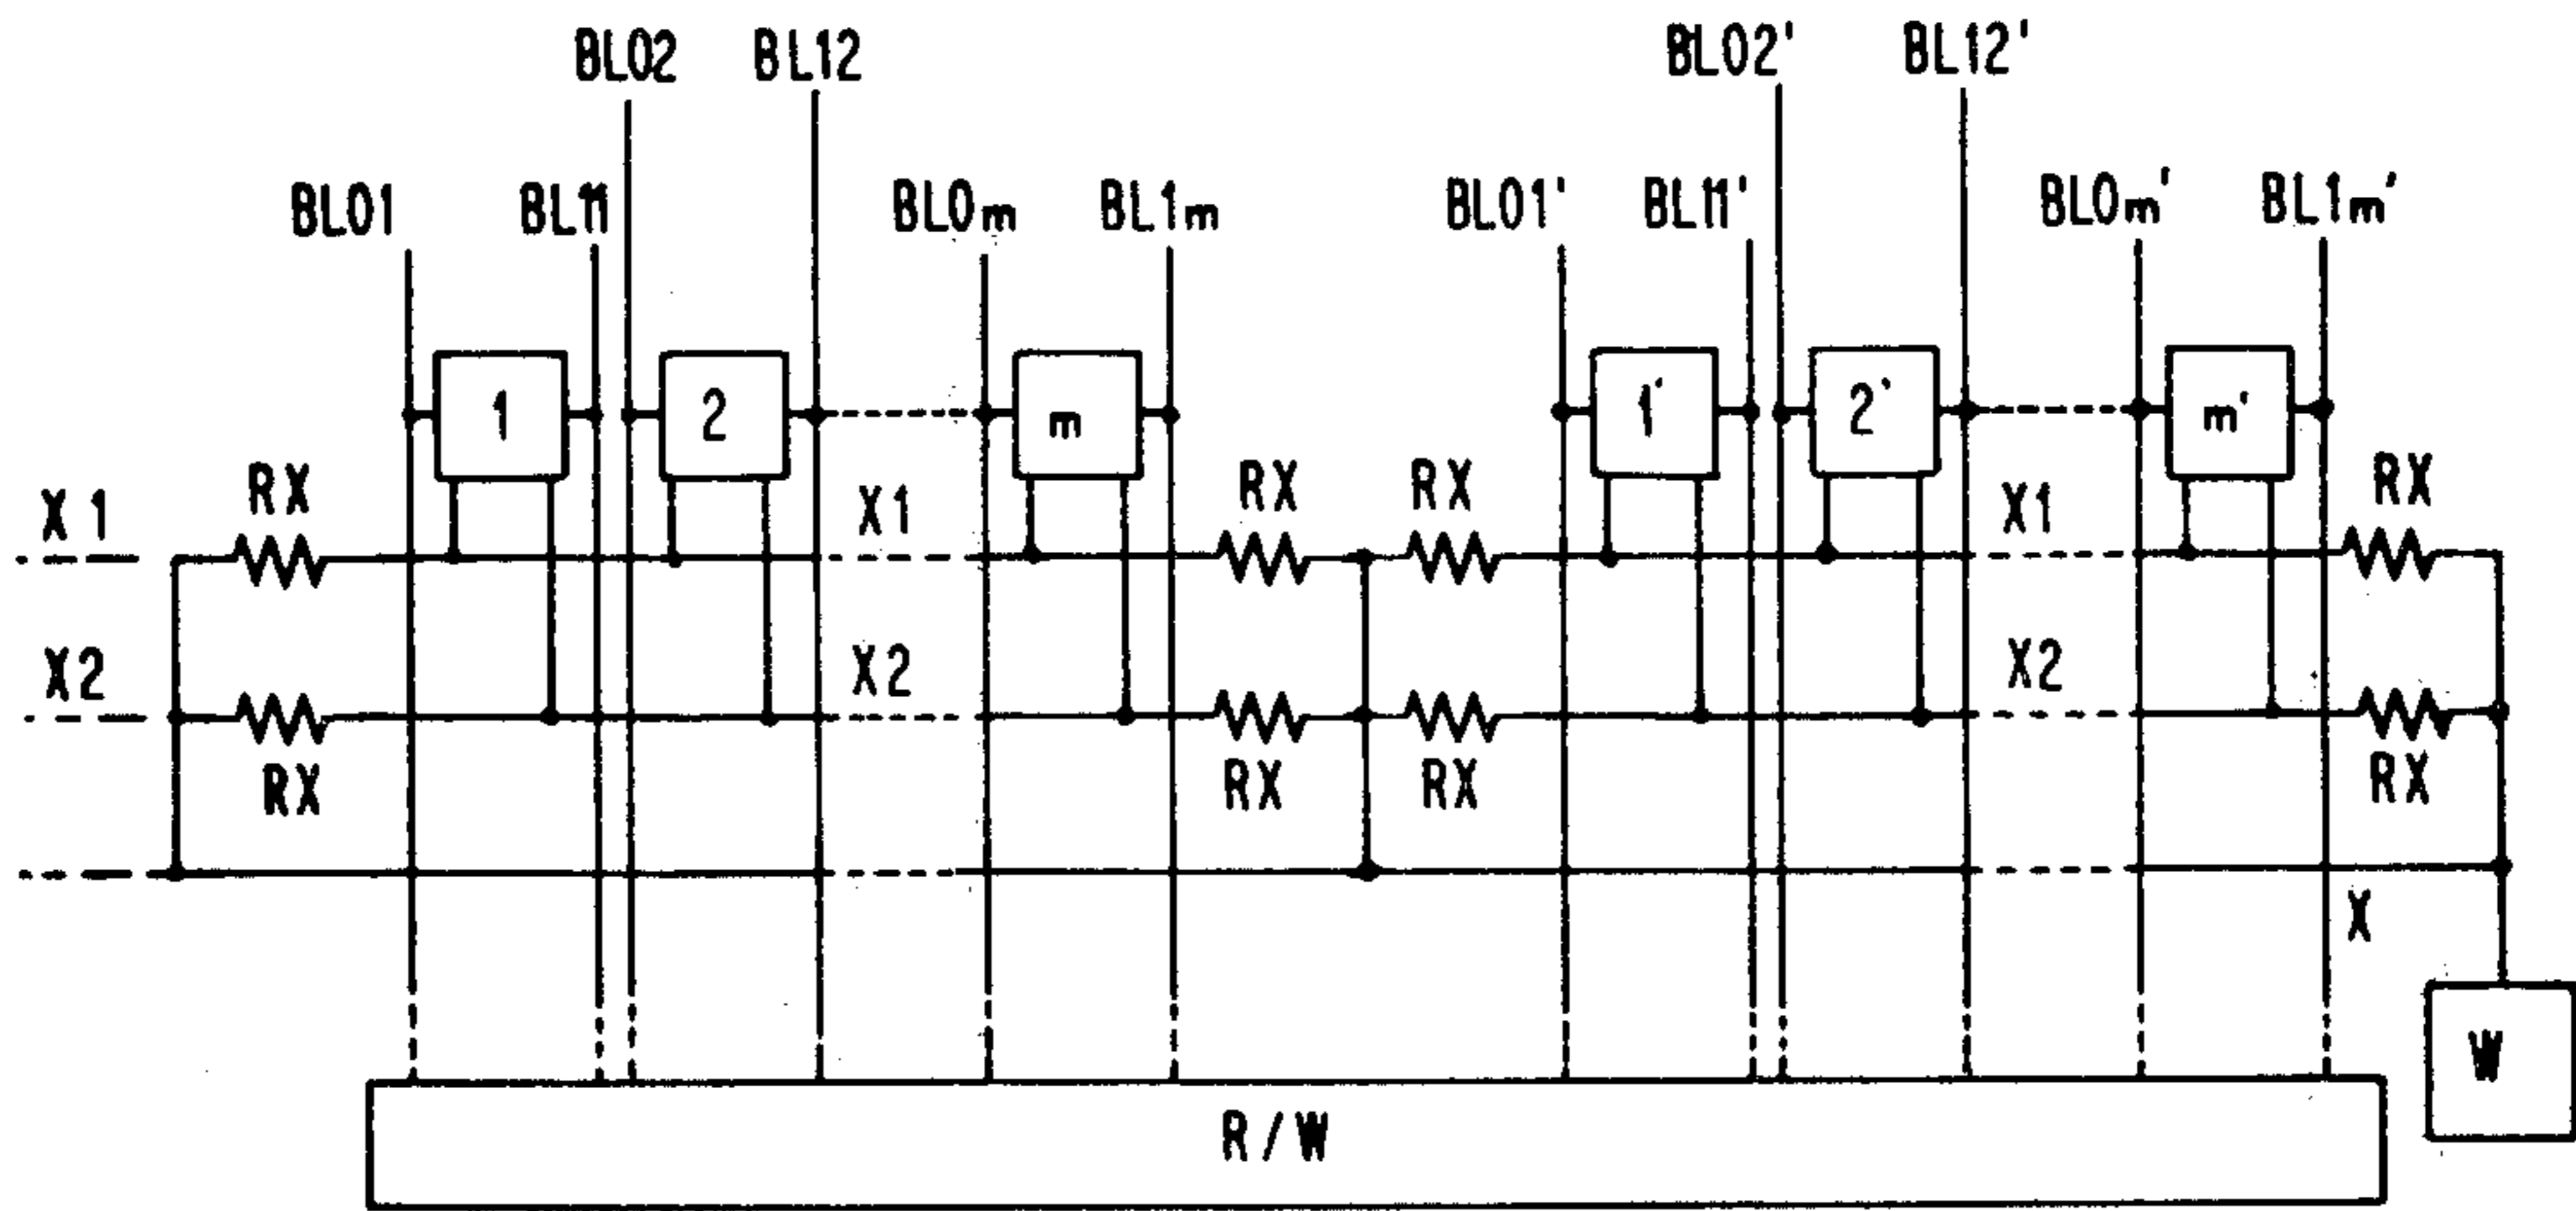 BL02 BL12 BL02' BL12'
BL01 BL11 BL0m BL1m BL01' BL11' BL0m' BL1m'
1 2 m 1' 2' m'
X1 RX X1 RX RX X1 RX
X2 X2 X2
RX RX RX RX
X
W
R/W